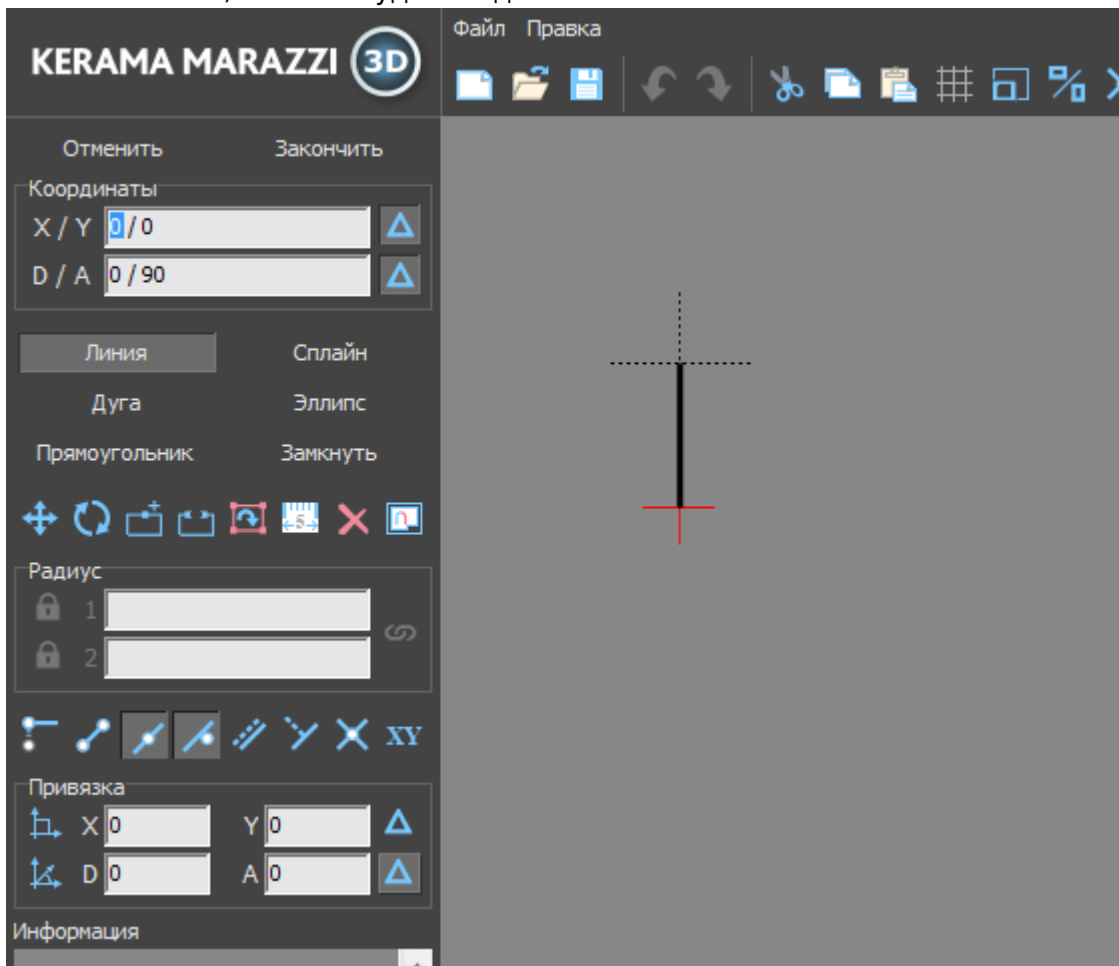 KERAMA MARAZZI 3D
Файл Правка
Отменить Закончить
Координаты
X / Y 0 / 0
D / A 0 / 90
Линия Сплайн
Дуга Эллипс
Прямоугольник Замкнуть
5
Радиус
1
2
XY
Привязка
X 0 Y 0
D 0 A 0
Информация